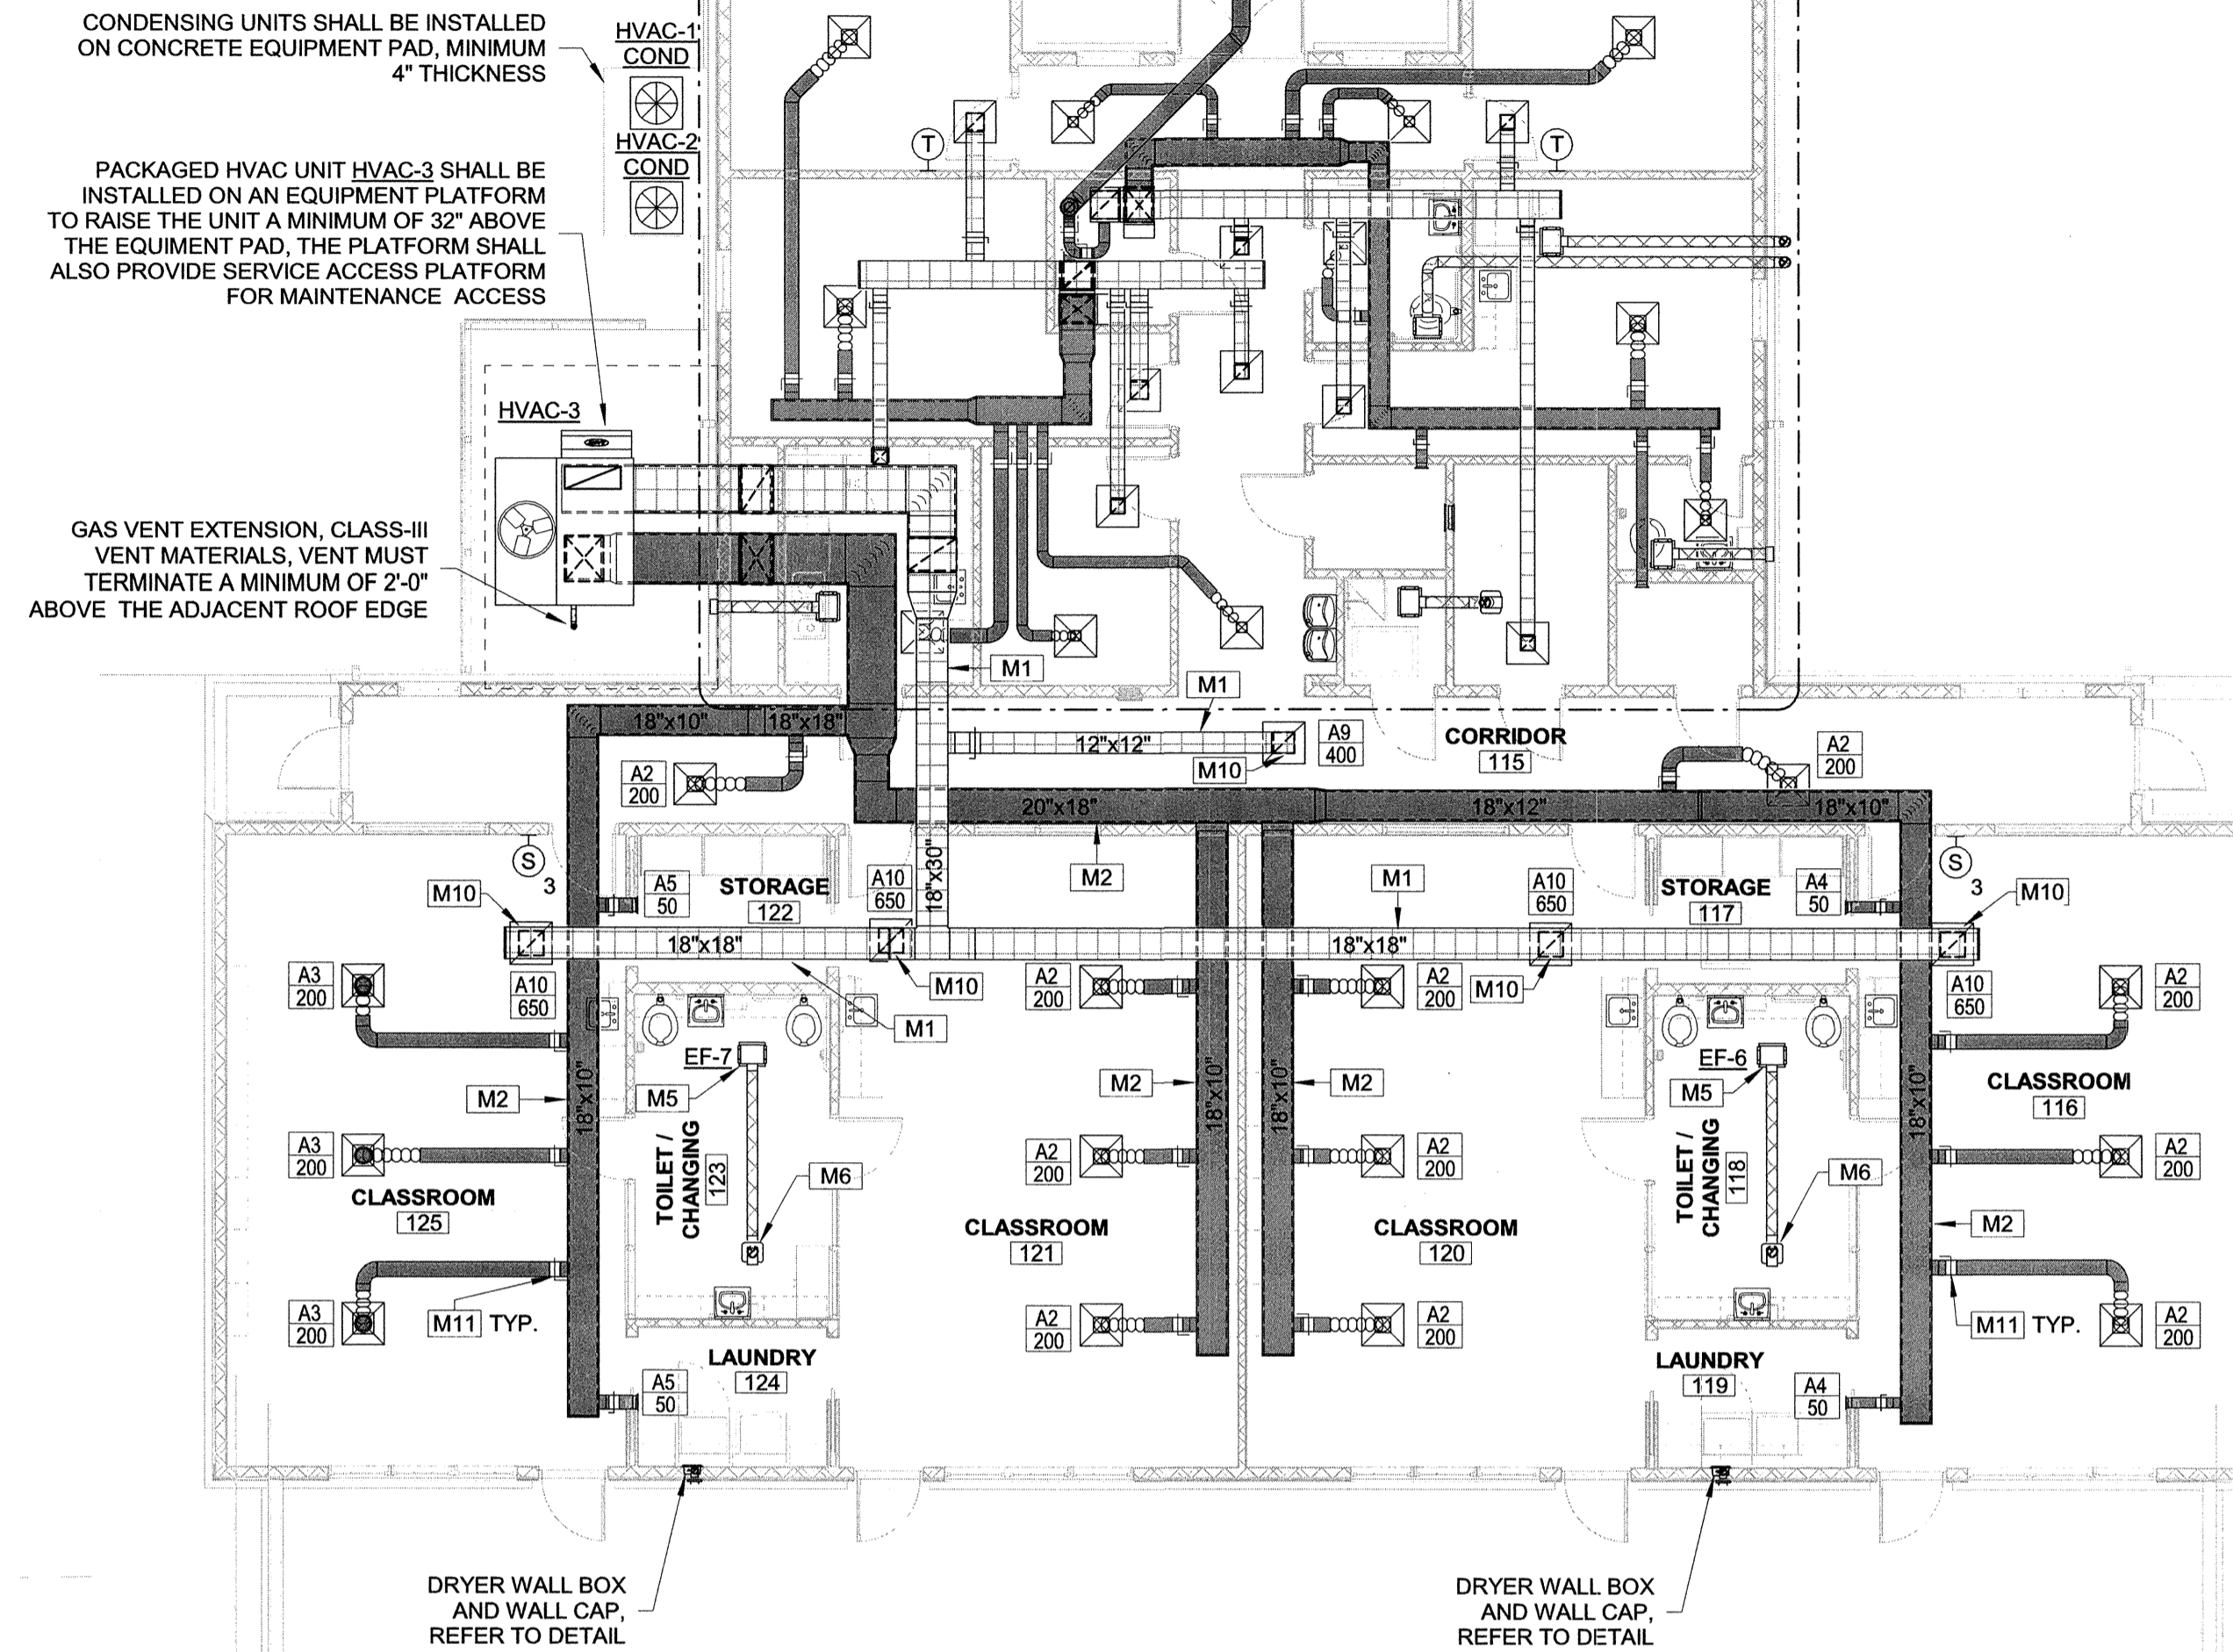 CONDENSING UNITS SHALL BE INSTALLED
ON CONCRETE EQUIPMENT PAD, MINIMUM
4" THICKNESS
HVAC-1
COND
HVAC-2
COND
PACKAGED HVAC UNIT HVAC-3 SHALL BE
INSTALLED ON AN EQUIPMENT PLATFORM
TO RAISE THE UNIT A MINIMUM OF 32" ABOVE
THE EQUIMENT PAD, THE PLATFORM SHALL
ALSO PROVIDE SERVICE ACCESS PLATFORM
FOR MAINTENANCE ACCESS
T
T
HVAC-3
GAS VENT EXTENSION, CLASS-III
VENT MATERIALS, VENT MUST
TERMINATE A MINIMUM OF 2'-0"
ABOVE THE ADJACENT ROOF EDGE
M1
M1
18"x10"
18"x18"
12"x12"
M10
A9
400
CORRIDOR
115
A2
200
A2
200
20"x18"
18"x12"
18"x10"
S
3
M10
A5
50
STORAGE
122
A10
650
18"x30"
M2
M1
A10
650
STORAGE
117
A4
50
S
3
M10
18"x18"
18"x18"
A3
200
A10
650
M10
M1
A2
200
A2
200
M10
A10
650
A2
200
EF-7
M5
M2
18"x10"
M2
18"x10"
18"x10"
M2
EF-6
M5
18"x10"
CLASSROOM
116
A3
200
TOILET /
CHANGING
123
M6
A2
200
A2
200
TOILET /
CHANGING
118
M6
A2
200
CLASSROOM
125
CLASSROOM
121
CLASSROOM
120
M2
A3
200
M11 TYP.
A2
200
A2
200
M11 TYP.
A2
200
LAUNDRY
124
A5
50
LAUNDRY
119
A4
50
DRYER WALL BOX
AND WALL CAP,
REFER TO DETAIL
DRYER WALL BOX
AND WALL CAP,
REFER TO DETAIL